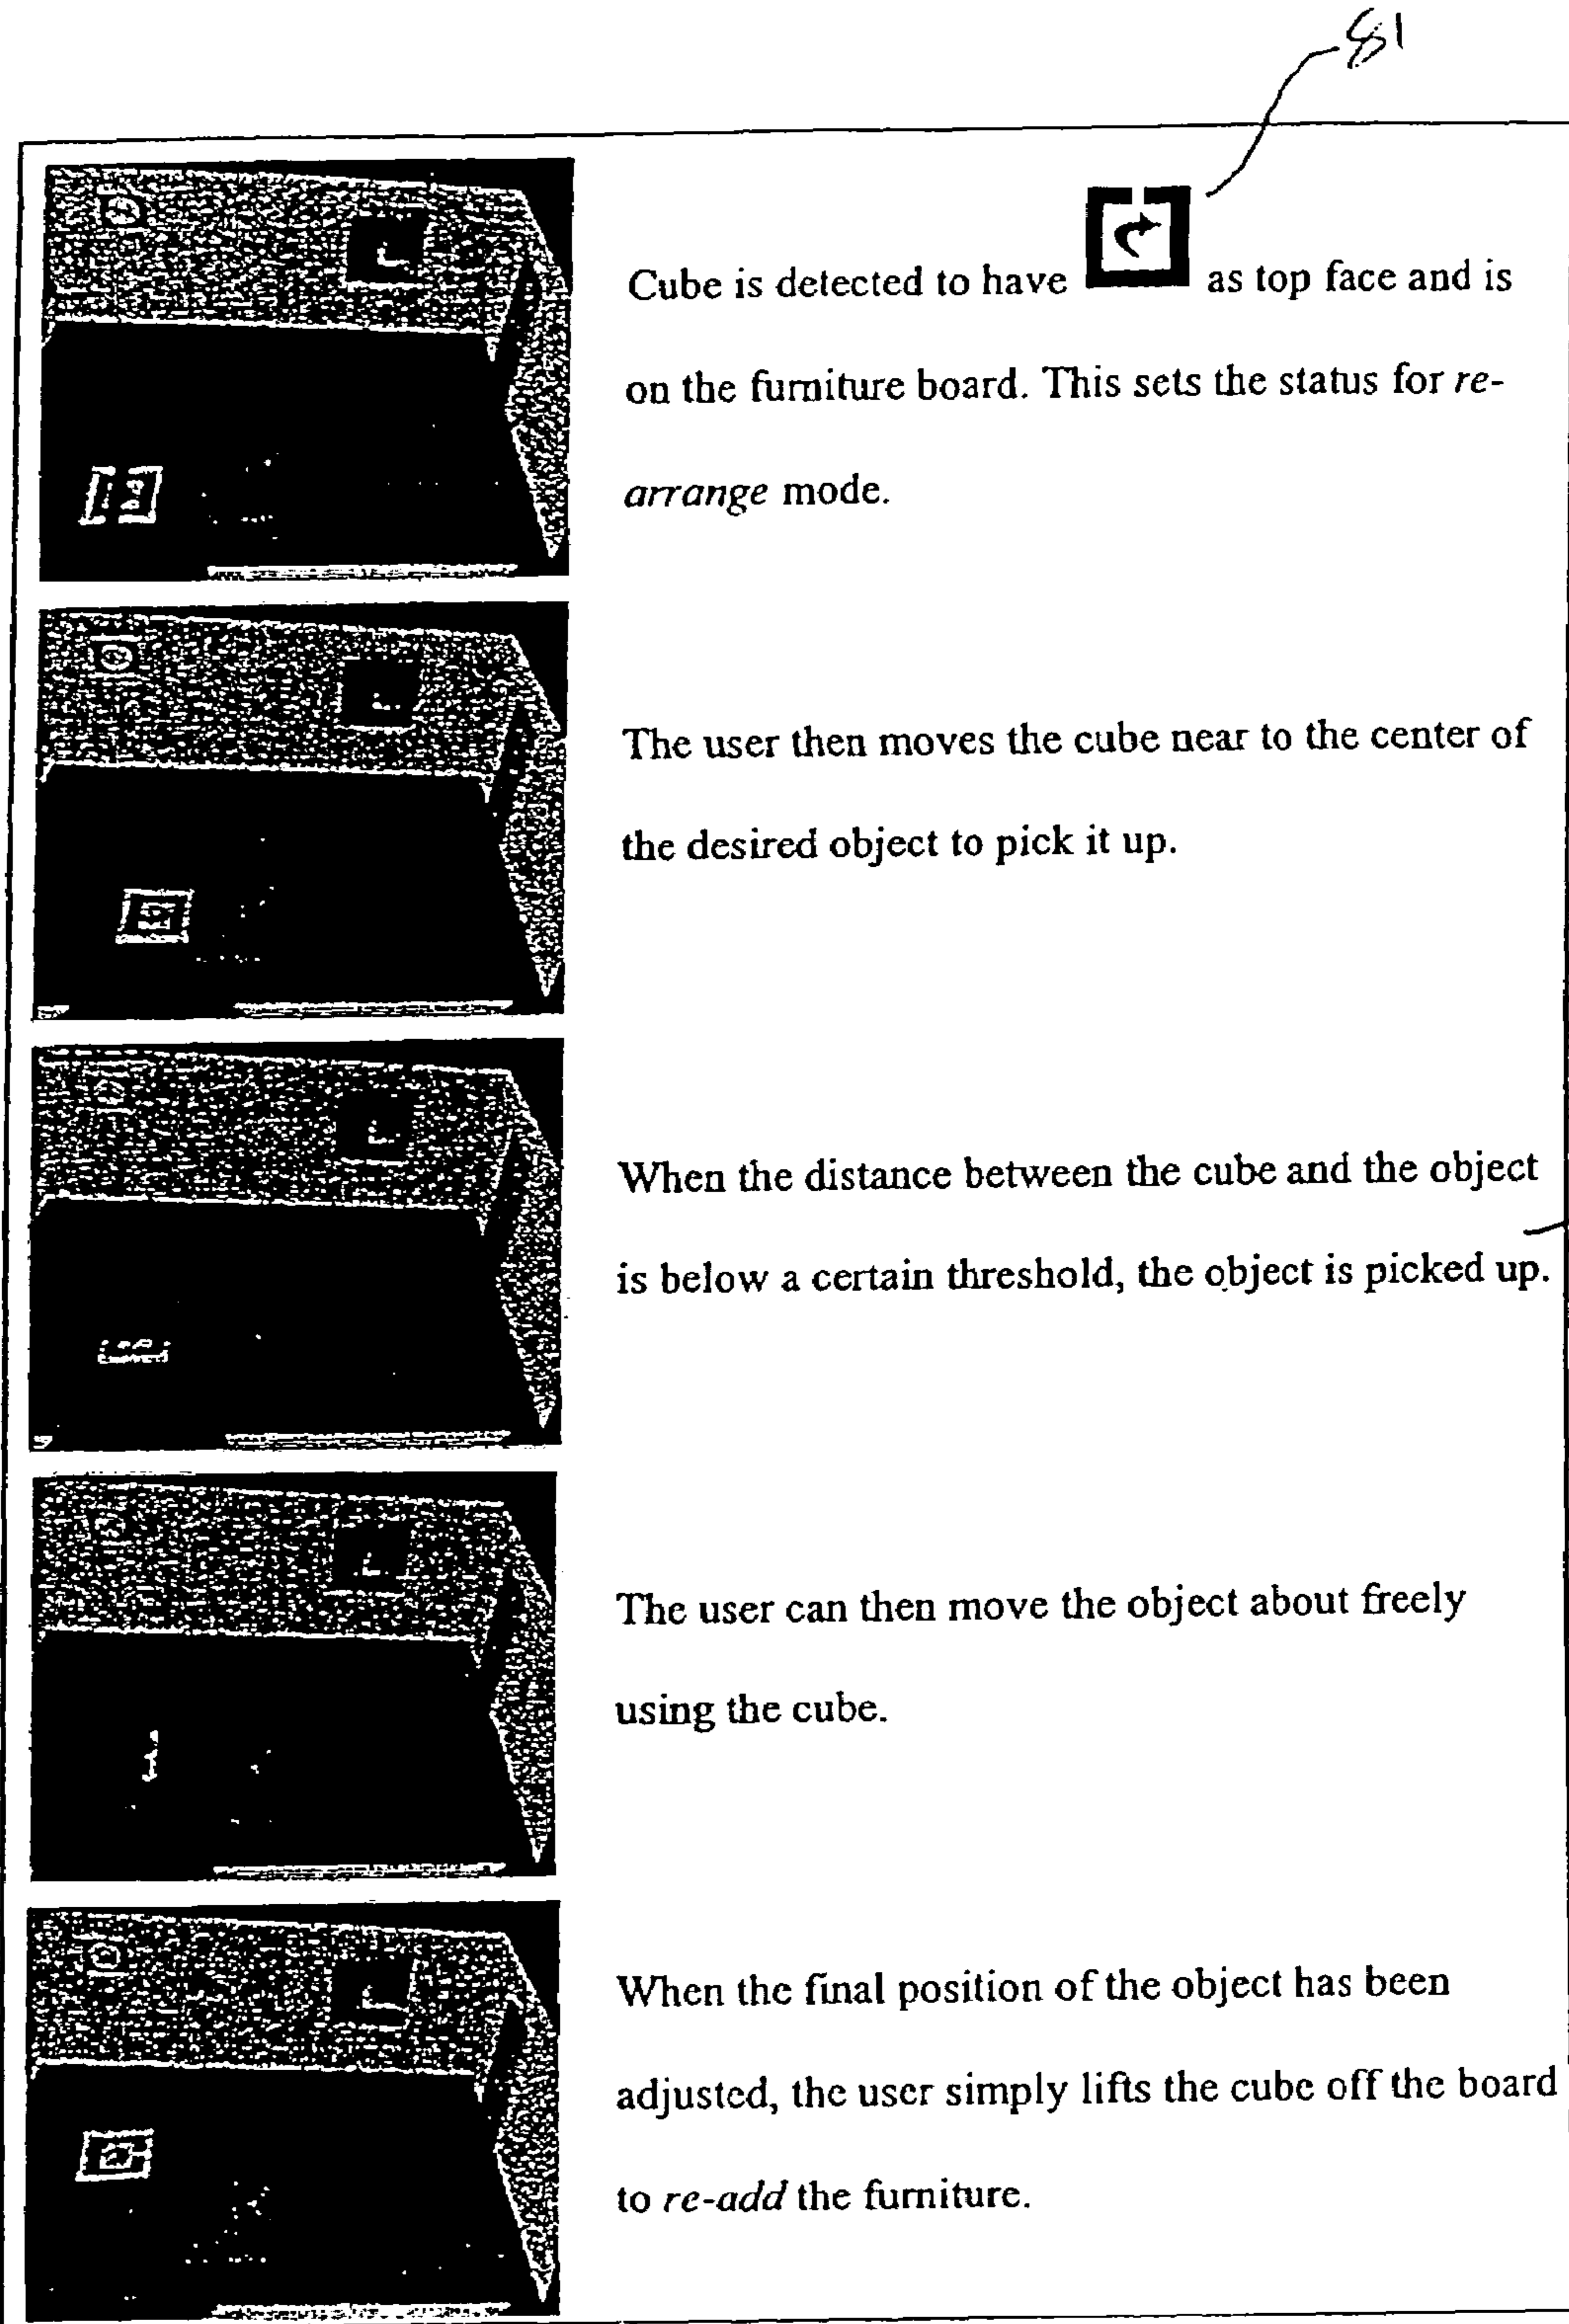 Cube is detected to have as top face and is
on the furniture board. This sets the status for re-
arrange mode.
The user then moves the cube near to the center of
the desired object to pick it up.
When the distance between the cube and the object
is below a certain threshold, the object is picked up.
The user can then move the object about freely
using the cube.
When the final position of the object has been
adjusted, the user simply lifts the cube off the board
to re-add the furniture.